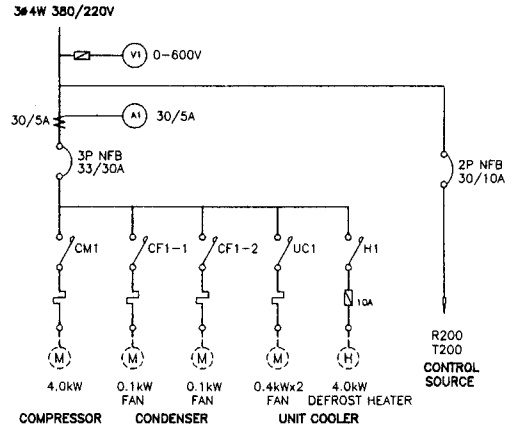 3ø4W 380/220V
V1 0-600V
30/5A A1 30/5A
3P NFB
33/30A
2P NFB
30/10A
CM1 CF1-1 CF1-2 UC1 H1
10A
M M M M H
R200
T200
CONTROL
SOURCE
4.0kW 0.1kW 0.1kW 0.4kWx2 4.0kW
FAN FAN FAN DEFROST HEATER
COMPRESSOR CONDENSER UNIT COOLER